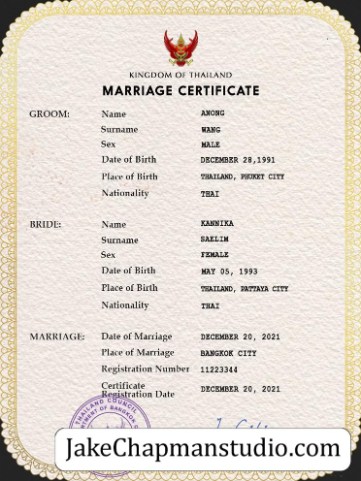 KINGDOM OF THAILAND
MARRIAGE CERTIFICATE
GROOM: Name ANONG
Surname WANG
Sex MALE
Date of Birth DECEMBER 28,1991
Place of Birth THAILAND, PHUKET CITY
Nationality THAI
BRIDE: Name KANNIKA
Surname SAELIM
Sex FEMALE
Date of Birth MAY 05, 1993
Place of Birth THAILAND, PATTAYA CITY
Nationality THAI
MARRIAGE: Date of Marriage DECEMBER 20, 2021
Place of Marriage BANGKOK CITY
Registration Number 11223344
Certificate
Registration Date DECEMBER 20, 2021
THAILAND COUNCIL
OF BANGKOK
JakeChapmanstudio.com